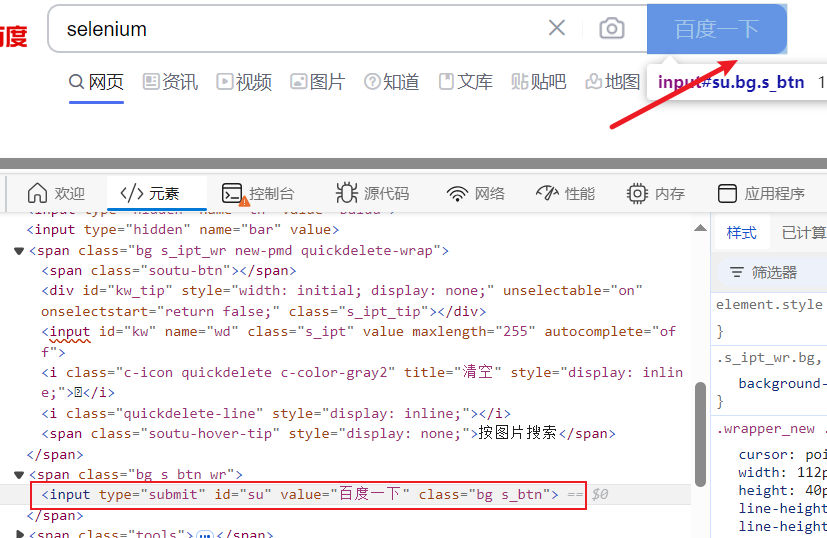 百度
selenium
百度一下
网页 资讯 视频 图片 知道 文库 贴吧 地图
input#su.bg.s_btn 1
欢迎 元素 控制台 源代码 网络 性能 内存 应用程序
<input type="hidden" name="bar" value>
<span class="bg s_ipt_wr new-pmd quickdelete-wrap">
<span class="soutu-btn"></span>
<div id="kw_tip" style="width: initial; display: none;" unselectable="on"
onselectstart="return false;" class="s_ipt_tip"></div>
<input id="kw" name="wd" class="s_ipt" value maxlength="255" autocomplete="of
f">
<i class="c-icon quickdelete c-color-gray2" title="清空" style="display: inlin
e;"></i>
<i class="quickdelete-line" style="display: inline;"></i>
<span class="soutu-hover-tip" style="display: none;">按图片搜索</span>
</span>
<span class="bg s_btn_wr">
<input type="submit" id="su" value="百度一下" class="bg s_btn"> == $0
</span>
<span class="tools"> ... </span>
样式 已计算
筛选器
element.style
}
.s_ipt_wr.bg,
background-
}
.wrapper_new .
cursor: poi
width: 112p
height: 40p
line-height
line-height